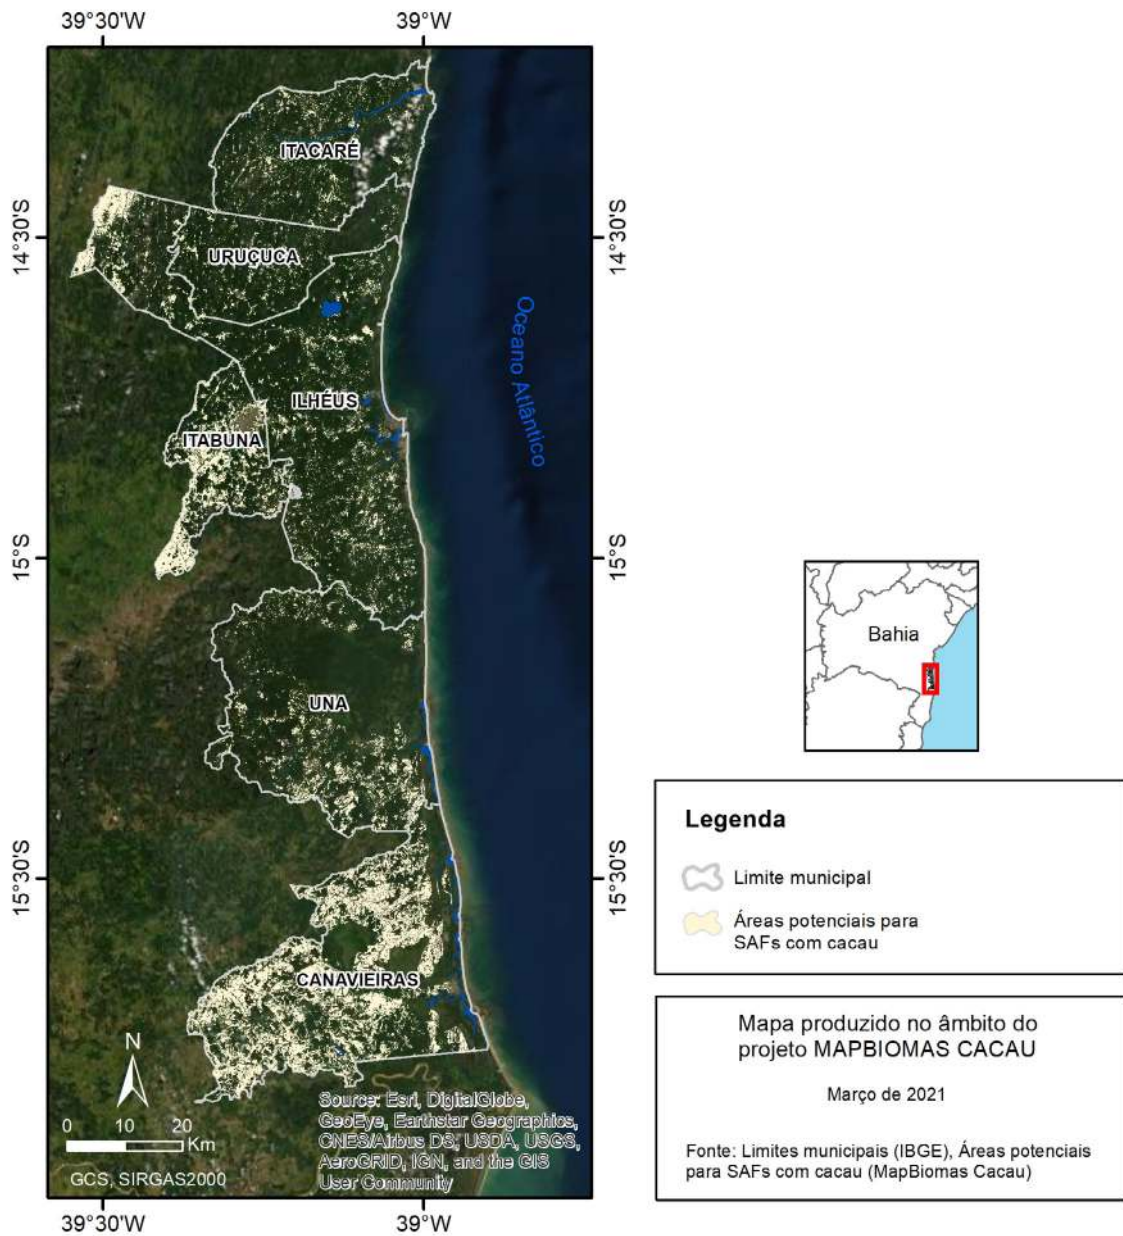 39°30'W
39°W
14°30'S
14°30'S
ITACARÉ
URUÇUCA
Oceano Atlântico
ILHÉUS
ITABUNA
15°S
15°S
UNA
Bahia
15°30'S
15°30'S
CANAVIEIRAS
Legenda
Limite municipal
Áreas potenciais para
SAFs com cacau
Mapa produzido no âmbito do
projeto MAPBIOMAS CACAU
Março de 2021
Fonte: Limites municipais (IBGE), Áreas potenciais
para SAFs com cacau (MapBiomas Cacau)
N
0 10 20
Km
GCS, SIRGAS2000
Source: Esri, DigitalGlobe,
GeoEye, Earthstar Geographics,
CNES/Airbus DS, USDA, USGS,
AeroGRID, IGN, and the GIS
User Community
39°30'W
39°W